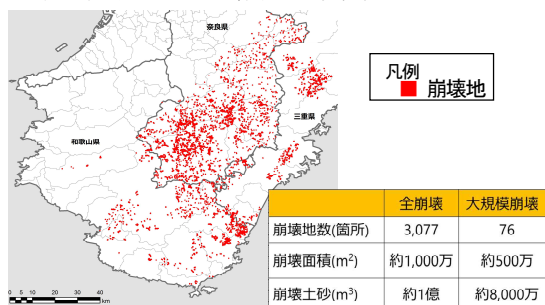 奈良県
凡例
崩壊地
三重県
和歌山県
全崩壊 大規模崩壊
崩壊地数(箇所) 3,077 76
崩壊面積(m²) 約1,000万 約500万
崩壊土砂(m³) 約1億 約8,000万
0 5 10 20 30 40 km